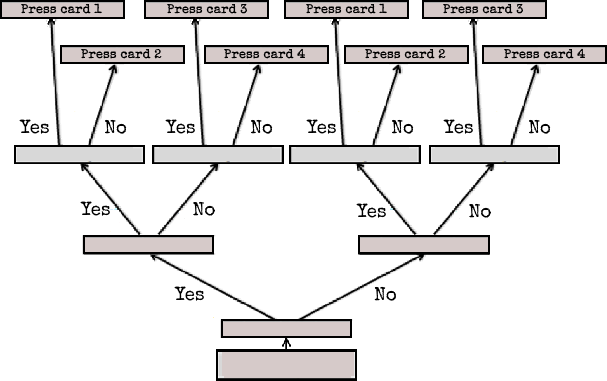 Press card 1
Press card 3
Press card 1
Press card 3
Press card 2
Press card 4
Press card 2
Press card 4
Yes
No
Yes
No
Yes
No
Yes
No
Yes
No
Yes
No
Yes
No